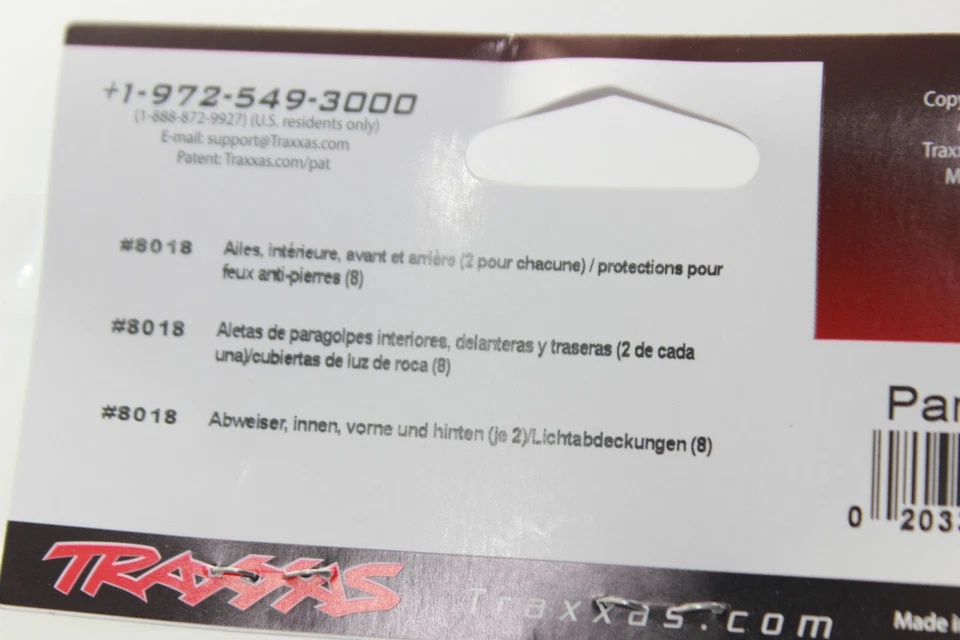 +1-972-549-3000
(1-888-872-9927) (U.S. residents only)
E-mail: support@Traxxas.com
Patent: Traxxas.com/pat
#8018 Ailes, intérieure, avant et arrière (2 pour chacune) / protections pour
feux anti-pierres (8)
#8018 Aletas de paragolpes interiores, delanteras y traseras (2 de cada
una)/cubiertas de luz de roca (8)
#8018 Abweiser, innen, vorne und hinten (je 2)/Lichtabdeckungen (8)
Copy
Traxx
M
Par
0 2033
TRAXXAS
Traxxas.com
Made i